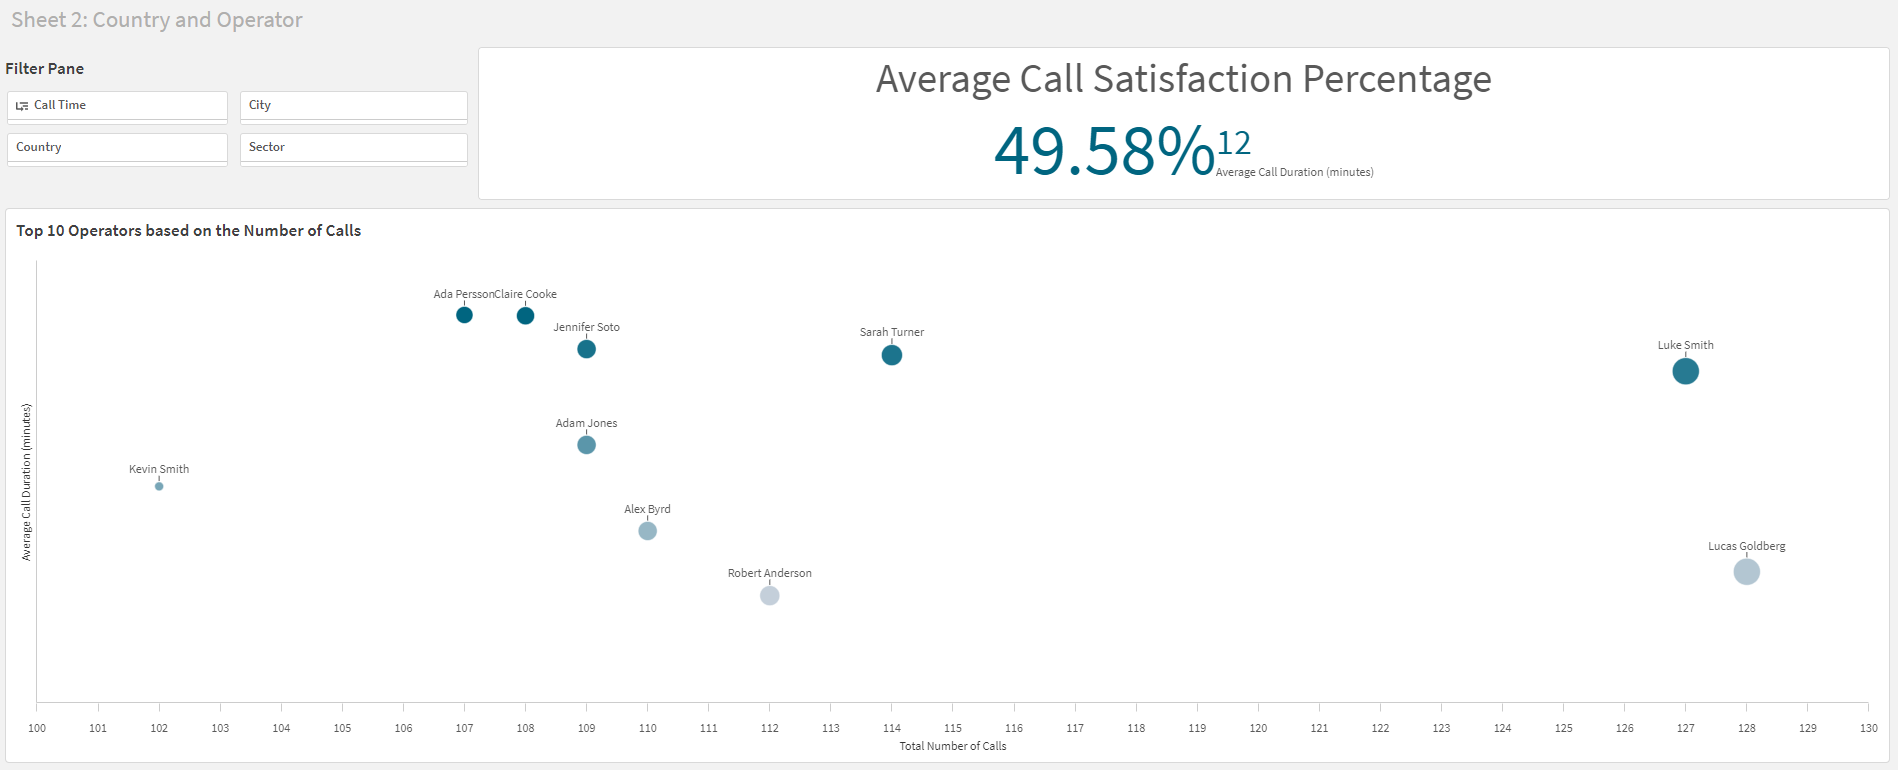 Sheet 2: Country and Operator
Filter Pane
Call Time
City
Country
Sector
Average Call Satisfaction Percentage
49.58%
12
Average Call Duration (minutes)
Top 10 Operators based on the Number of Calls
Ada Persson
Claire Cooke
Jennifer Soto
Sarah Turner
Luke Smith
Adam Jones
Kevin Smith
Alex Byrd
Lucas Goldberg
Robert Anderson
Average Call Duration (minutes)
100 101 102 103 104 105 106 107 108 109 110 111 112 113 114 115 116 117 118 119 120 121 122 123 124 125 126 127 128 129 130
Total Number of Calls